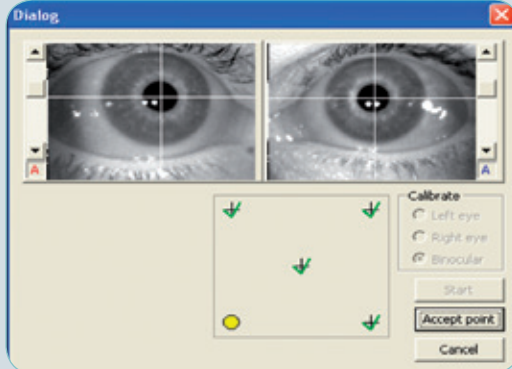 Dialog
A
A
Calibrate
Left eye
Right eye
Binocular
Start
Accept point
Cancel